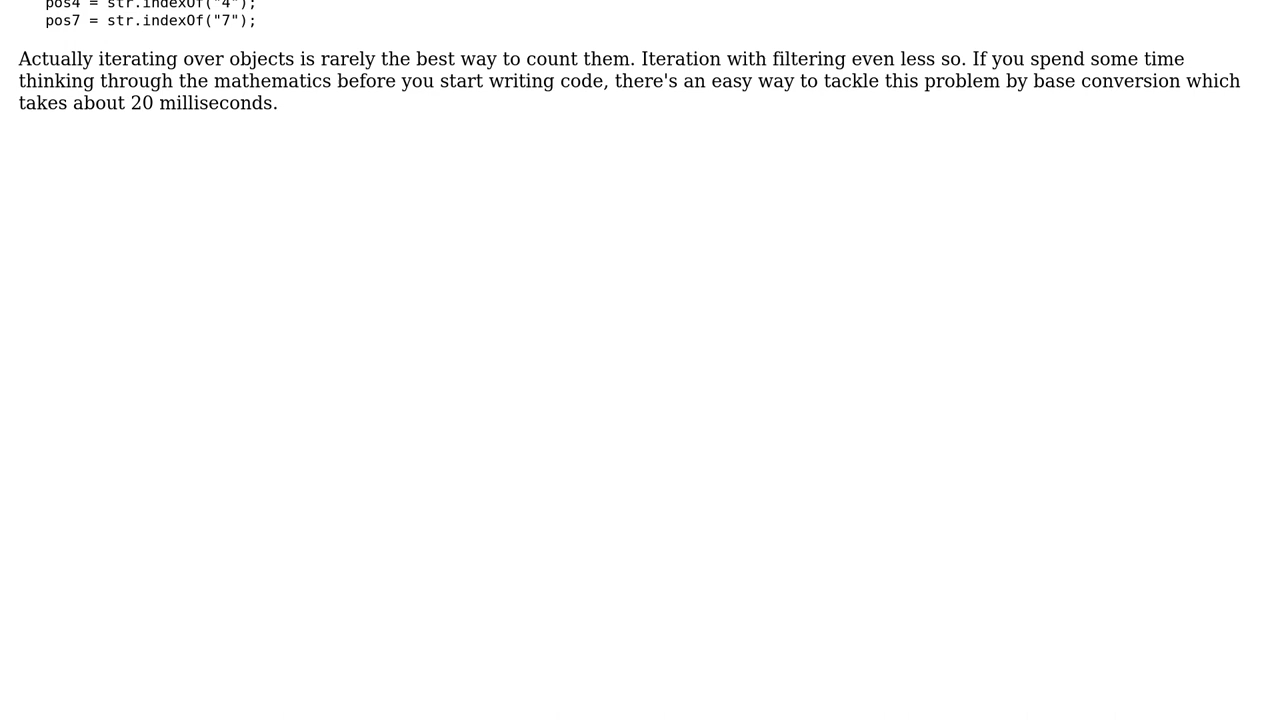 pos4 = str.indexOf("4");
pos7 = str.indexOf("7");
Actually iterating over objects is rarely the best way to count them. Iteration with filtering even less so. If you spend some time
thinking through the mathematics before you start writing code, there's an easy way to tackle this problem by base conversion which
takes about 20 milliseconds.